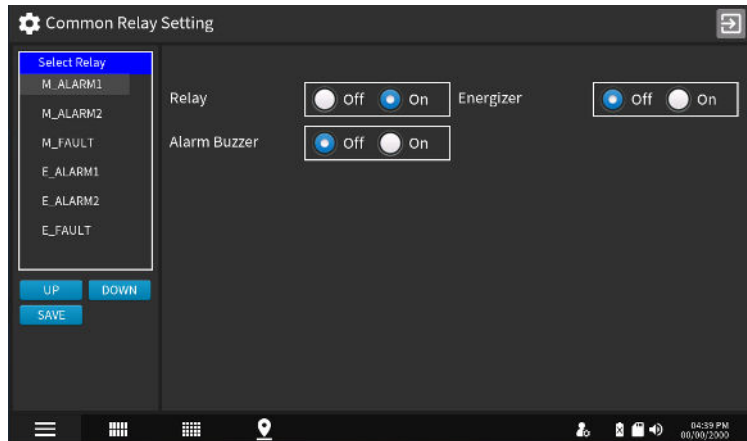 Common Relay Setting
Select Relay
M_ALARM1
M_ALARM2
M_FAULT
E_ALARM1
E_ALARM2
E_FAULT
UP DOWN
SAVE
Relay Off On Energizer Off On
Alarm Buzzer Off On
04:39 PM
00/00/2000